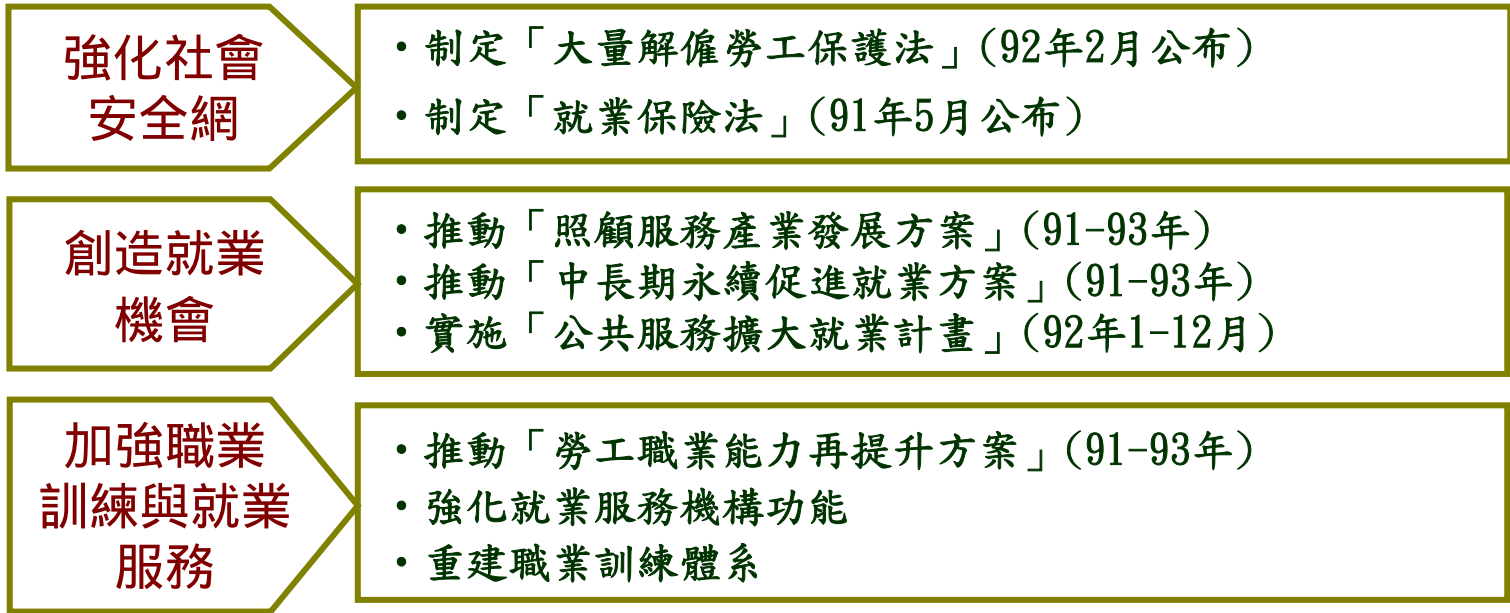 強化社會
安全網
・制定「大量解僱勞工保護法」(92年2月公布)
・制定「就業保險法」(91年5月公布)
創造就業
機會
・推動「照顧服務產業發展方案」(91-93年)
・推動「中長期永續促進就業方案」(91-93年)
・實施「公共服務擴大就業計畫」(92年1-12月)
加強職業
訓練與就業
服務
・推動「勞工職業能力再提升方案」(91-93年)
・強化就業服務機構功能
・重建職業訓練體系